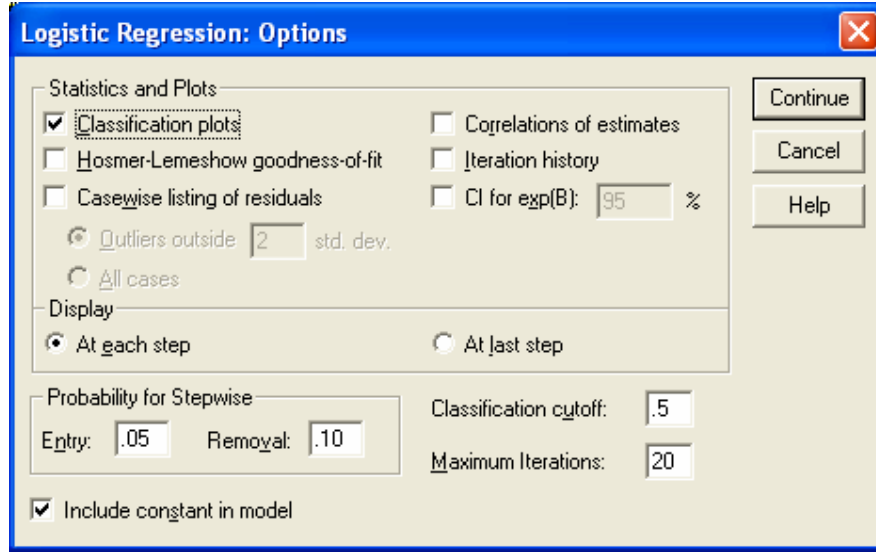 Logistic Regression: Options
Statistics and Plots
Classification plots
Correlations of estimates
Hosmer-Lemeshow goodness-of-fit
Iteration history
Casewise listing of residuals
CI for exp(B): 95 %
Outliers outside 2 std. dev.
All cases
Display
At each step
At last step
Continue
Cancel
Help
Probability for Stepwise
Entry: .05 Removal: .10
Classification cutoff: .5
Maximum Iterations: 20
Include constant in model